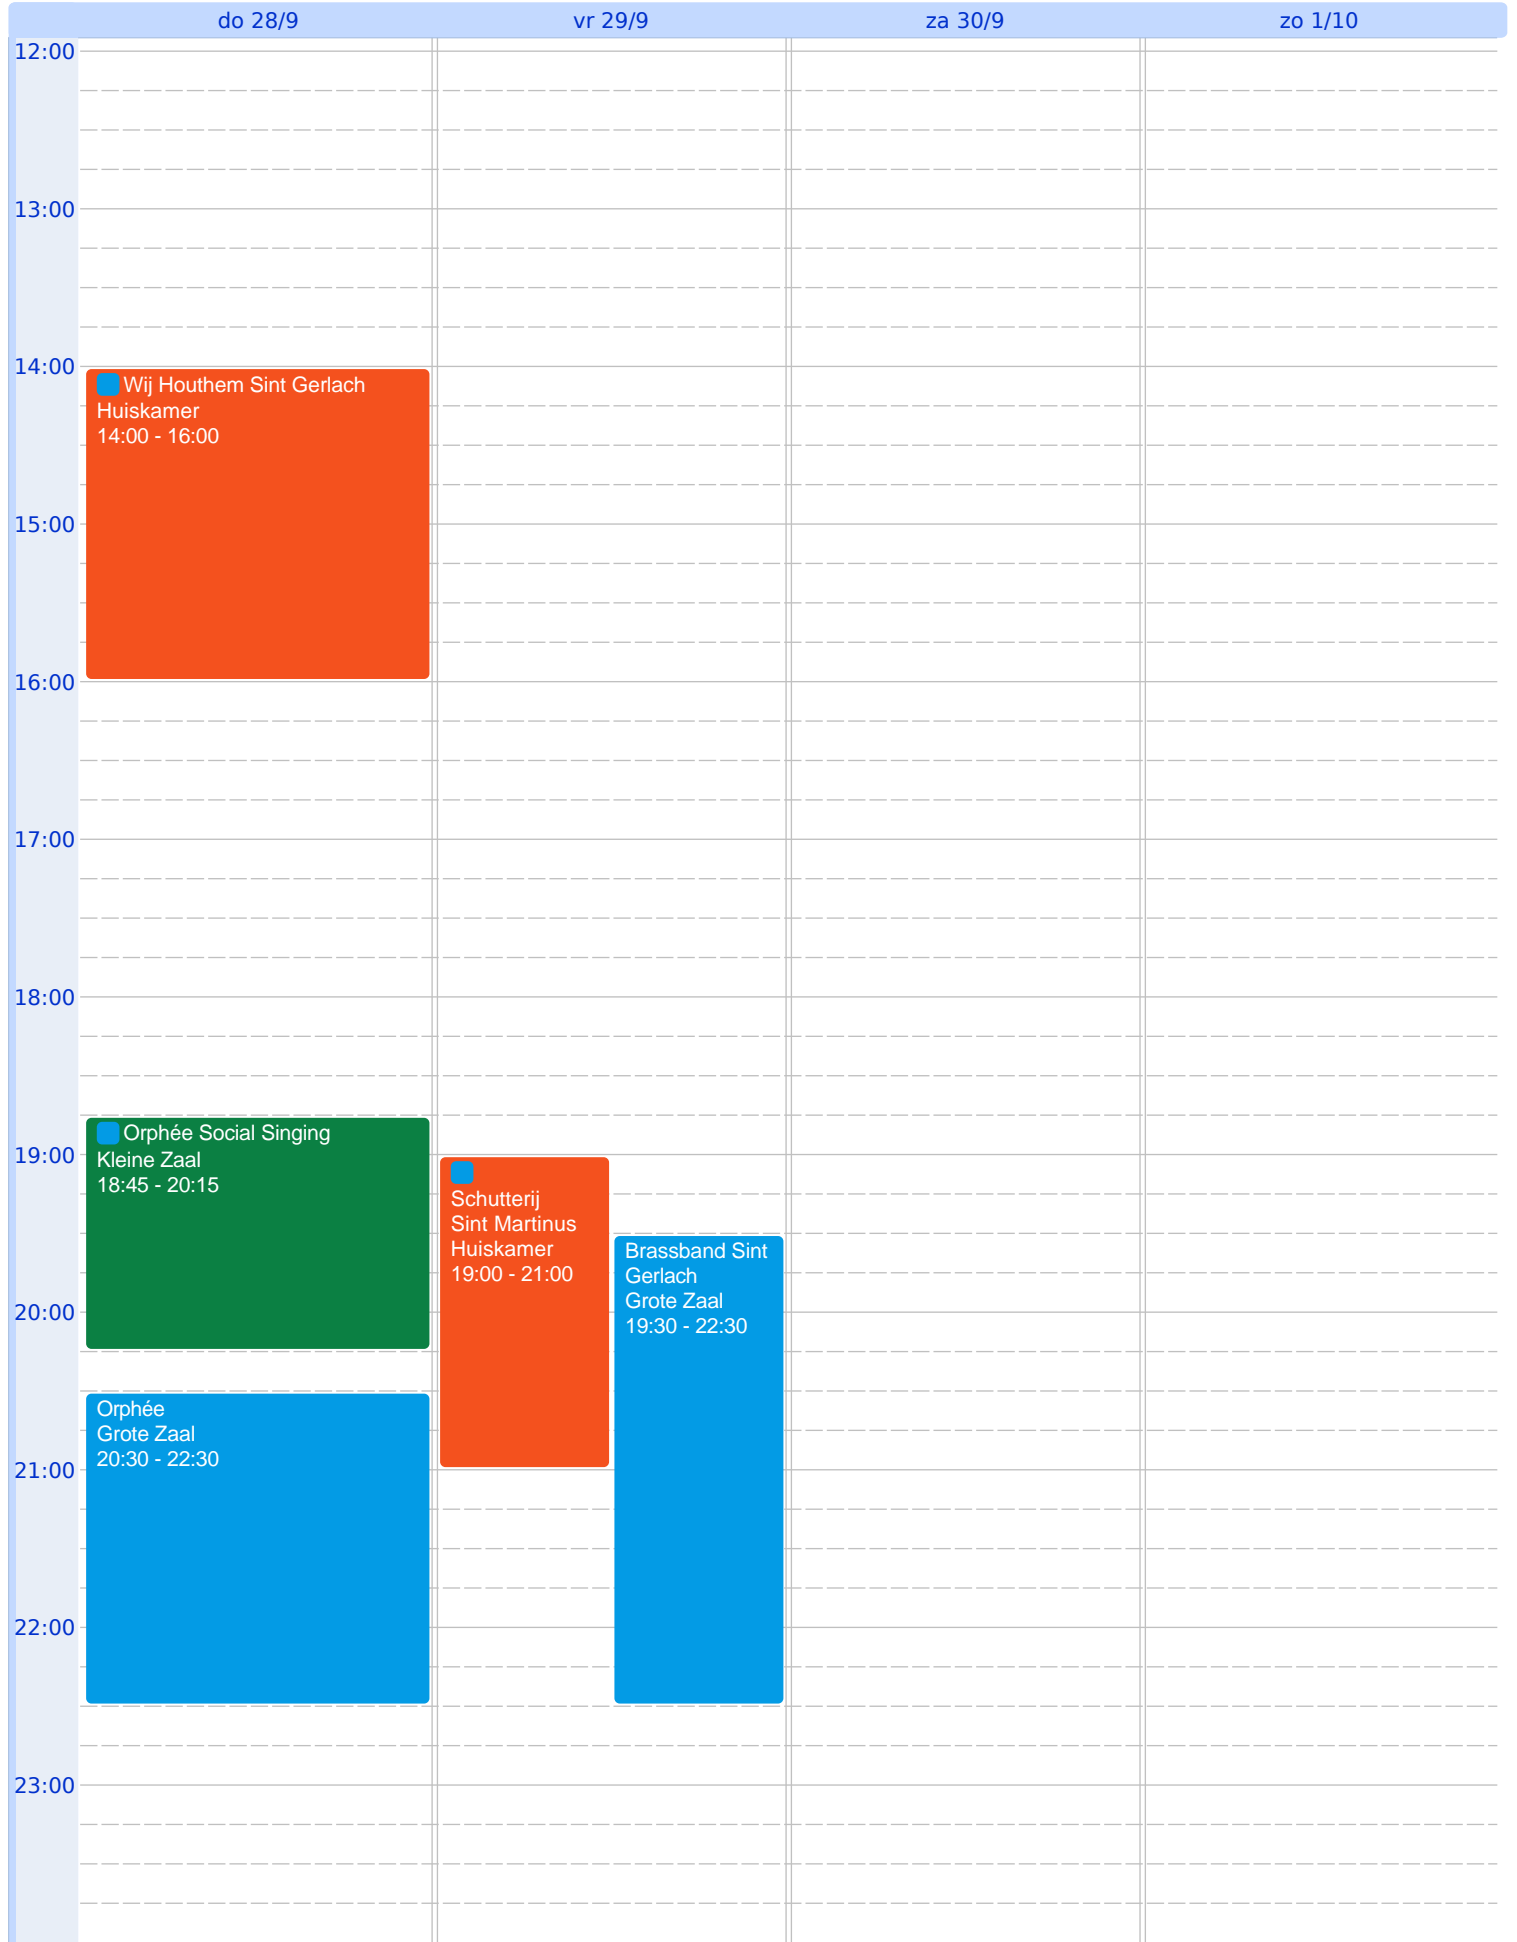 do 28/9
vr 29/9
za 30/9
zo 1/10
12:00
13:00
14:00
Wij Houthem Sint Gerlach
Huiskamer
14:00 - 16:00
15:00
16:00
17:00
18:00
Orphée Social Singing
Kleine Zaal
18:45 - 20:15
19:00
Schutterij
Sint Martinus
Huiskamer
19:00 - 21:00
Brassband Sint
Gerlach
Grote Zaal
19:30 - 22:30
20:00
Orphée
Grote Zaal
20:30 - 22:30
21:00
22:00
23:00